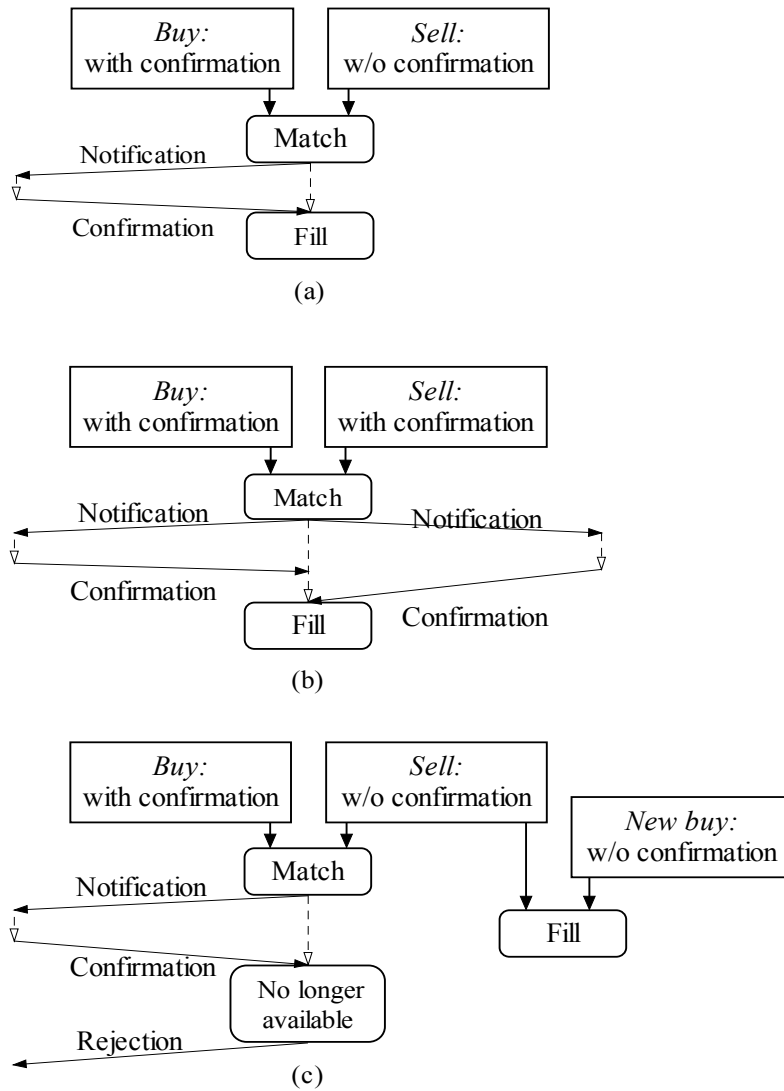 Buy:
with confirmation
Sell:
w/o confirmation
Match
Notification
Confirmation
Fill
(a)
Buy:
with confirmation
Sell:
with confirmation
Match
Notification
Notification
Confirmation
Confirmation
Fill
(b)
Buy:
with confirmation
Sell:
w/o confirmation
New buy:
w/o confirmation
Match
Notification
Fill
Confirmation
No longer
available
Rejection
(c)